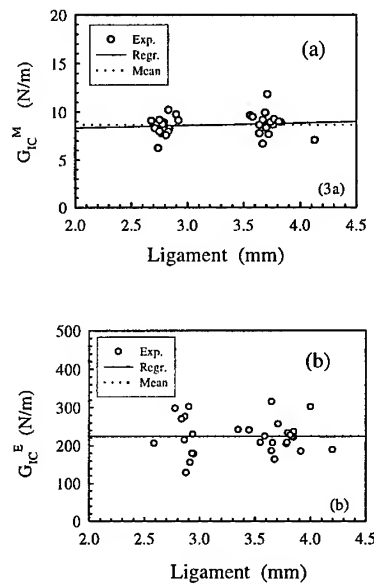 (a)
Exp.
Regr.
Mean
20
15
10
5
0
G_IC^M (N/m)
(3a)
2.0 2.5 3.0 3.5 4.0 4.5
Ligament (mm)
(b)
Exp.
Regr.
Mean
500
400
300
200
100
0
G_IC^E (N/m)
(b)
2.0 2.5 3.0 3.5 4.0 4.5
Ligament (mm)